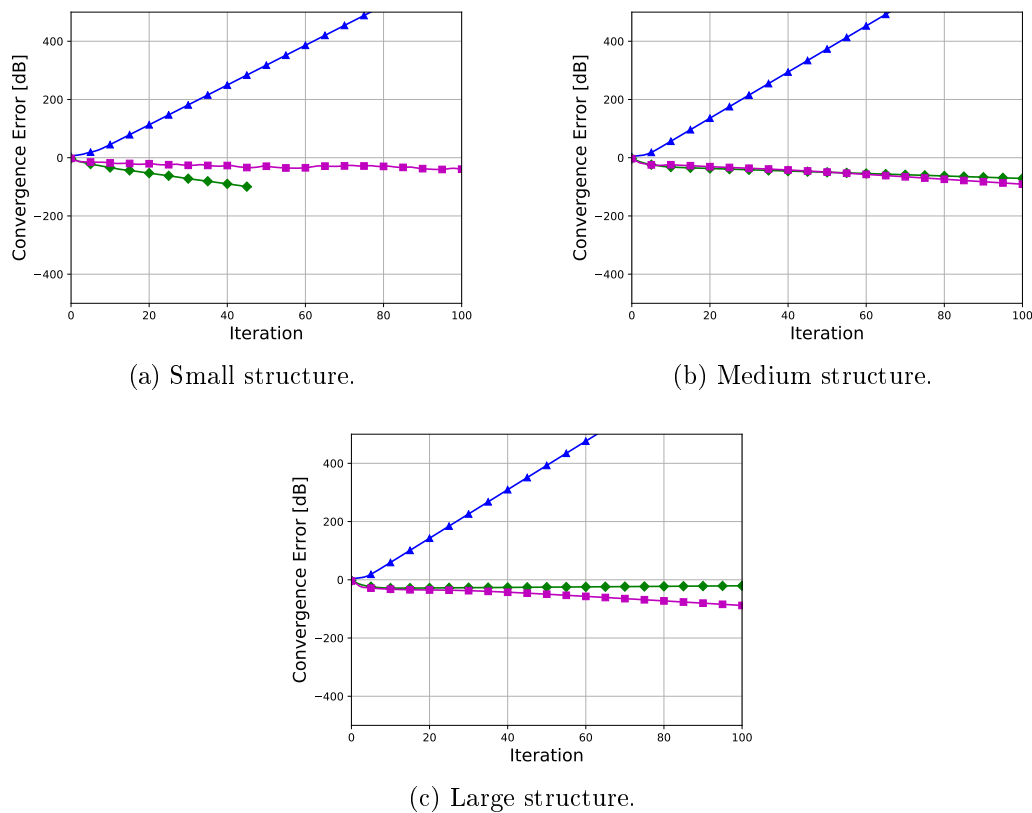 400
200
0
−200
−400
Convergence Error [dB]
0 20 40 60 80 100
Iteration
(a) Small structure.
400
200
0
−200
−400
Convergence Error [dB]
0 20 40 60 80 100
Iteration
(b) Medium structure.
400
200
0
−200
−400
Convergence Error [dB]
0 20 40 60 80 100
Iteration
(c) Large structure.